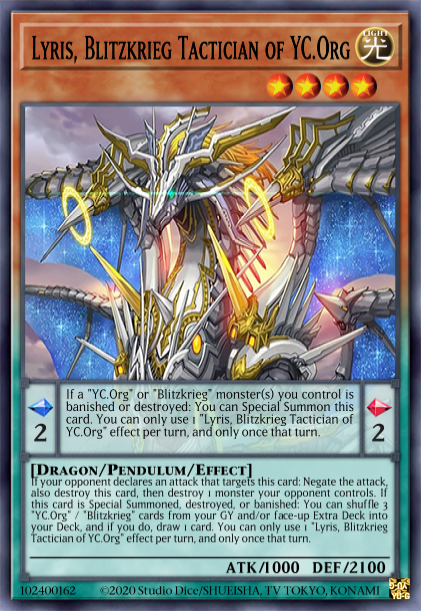 Lyris, Blitzkrieg Tactician of YC.Org
LIGHT
光
If a "YC.Org" or "Blitzkrieg" monster(s) you control is
banished or destroyed: You can Special Summon this
card. You can only use 1 "Lyris, Blitzkrieg Tactician of
YC.Org" effect per turn, and only once that turn.
2
2
[Dragon/Pendulum/Effect]
If your opponent declares an attack that targets this card: Negate the attack,
also destroy this card, then destroy 1 monster your opponent controls. If
this card is Special Summoned, destroyed, or banished: You can shuffle 3
"YC.Org" / "Blitzkrieg" cards from your GY and/or face-up Extra Deck into
your Deck, and if you do, draw 1 card. You can only use 1 "Lyris, Blitzkrieg
Tactician of YC.Org" effect per turn, and only once that turn.
ATK/1000 DEF/2100
102400162
©2020 Studio Dice/SHUEISHA, TV TOKYO, KONAMI